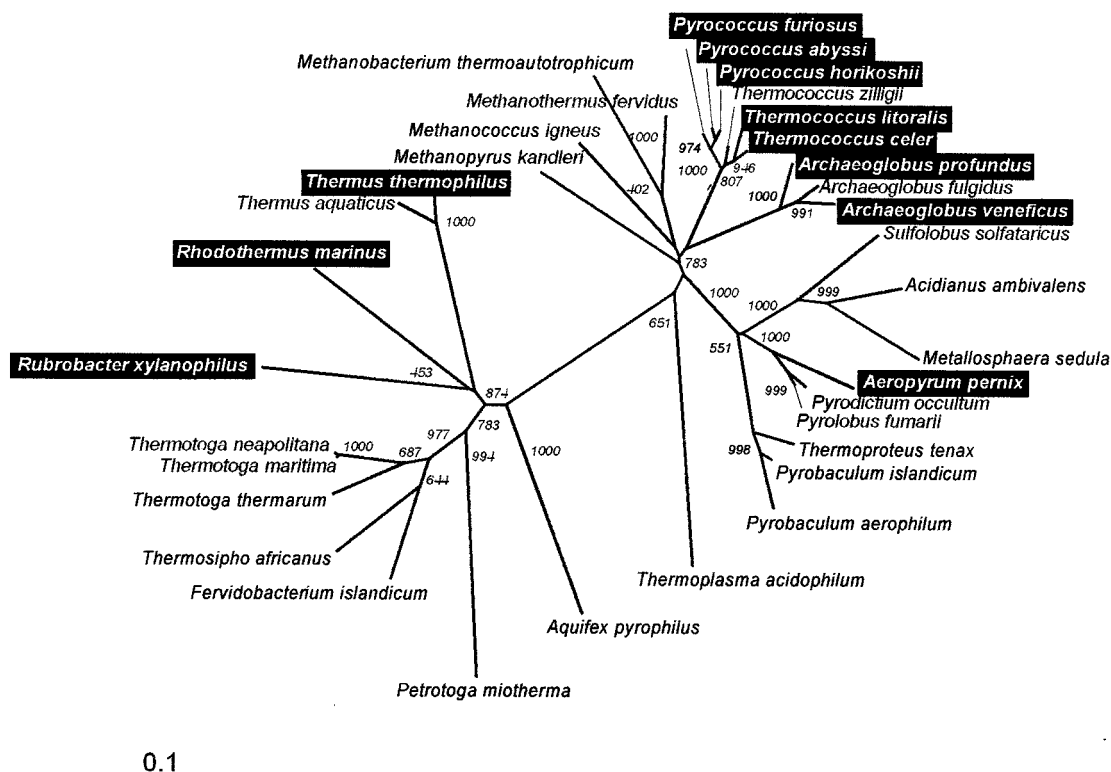 Pyrococcus furiosus
Pyrococcus abyssi
Methanobacterium thermoautotrophicum
Pyrococcus horikoshii
Thermococcus zilligii
Methanothermus fervidus
Thermococcus litoralis
Methanococcus igneus
1000
Thermococcus celer
974
946
Methanopyrus kandleri
Archaeoglobus profundus
1000
807
Thermus thermophilus
402
Archaeoglobus fulgidus
1000
Thermus aquaticus
991
Archaeoglobus veneficus
1000
Sulfolobus solfataricus
Rhodothermus marinus
783
1000
999
Acidianus ambivalens
1000
651
1000
551
Metallosphaera sedula
Rubrobacter xylanophilus
453
Aeropyrum pernix
874
999
Pyrodictium occultum
783
Pyrolobus fumarii
977
Thermotoga neapolitana
1000
687
994
1000
998
Thermoproteus tenax
Thermotoga maritima
Pyrobaculum islandicum
644
Thermotoga thermarum
Pyrobaculum aerophilum
Thermosipho africanus
Thermoplasma acidophilum
Fervidobacterium islandicum
Aquifex pyrophilus
Petrotoga miotherma
0.1